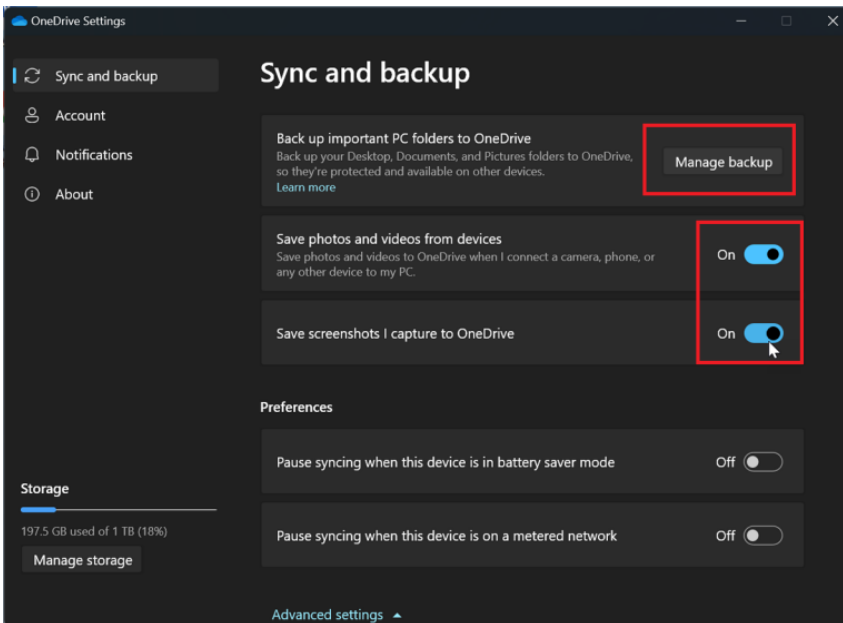 OneDrive Settings
Sync and backup
Account
Notifications
About
Storage
197.5 GB used of 1 TB (18%)
Manage storage
Sync and backup
Back up important PC folders to OneDrive
Back up your Desktop, Documents, and Pictures folders to OneDrive,
so they're protected and available on other devices.
Learn more
Manage backup
Save photos and videos from devices
Save photos and videos to OneDrive when I connect a camera, phone, or
any other device to my PC.
On
Save screenshots I capture to OneDrive
On
Preferences
Pause syncing when this device is in battery saver mode
Off
Pause syncing when this device is on a metered network
Off
Advanced settings